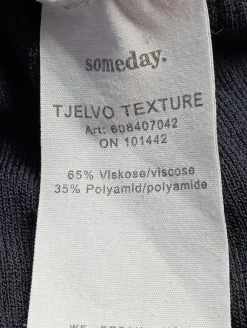 someday.
TJELVO TEXTURE
Art: 608407042
ON 101442
65% Viskose/viscose
35% Polyamid/polyamide